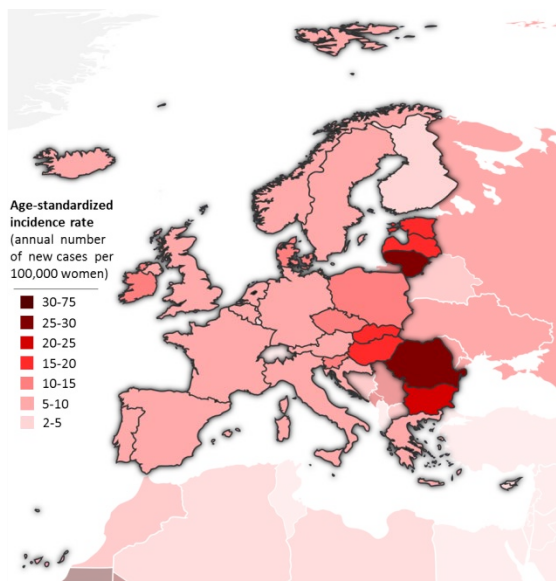 Age-standardized
incidence rate
(annual number
of new cases per
100,000 women)
30-75
25-30
20-25
15-20
10-15
5-10
2-5